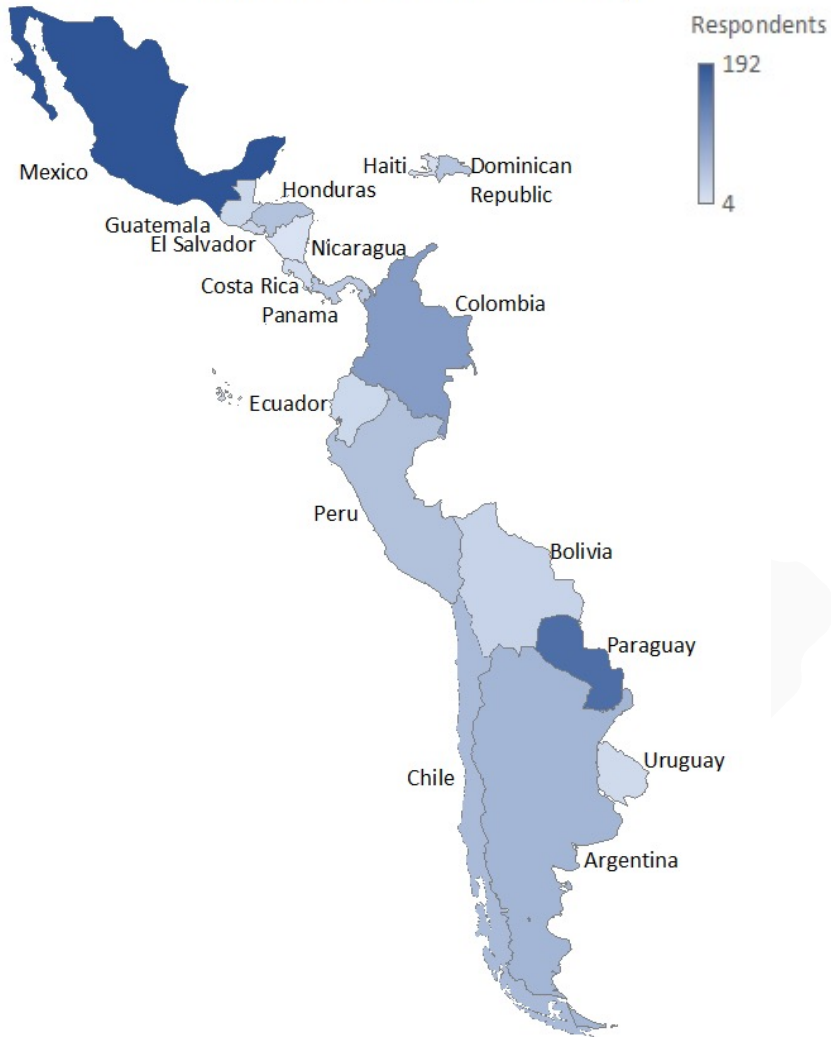 Respondents
192
4
Mexico
Haiti
Dominican
Republic
Honduras
Guatemala
El Salvador
Nicaragua
Costa Rica
Panama
Colombia
Ecuador
Peru
Bolivia
Paraguay
Uruguay
Chile
Argentina